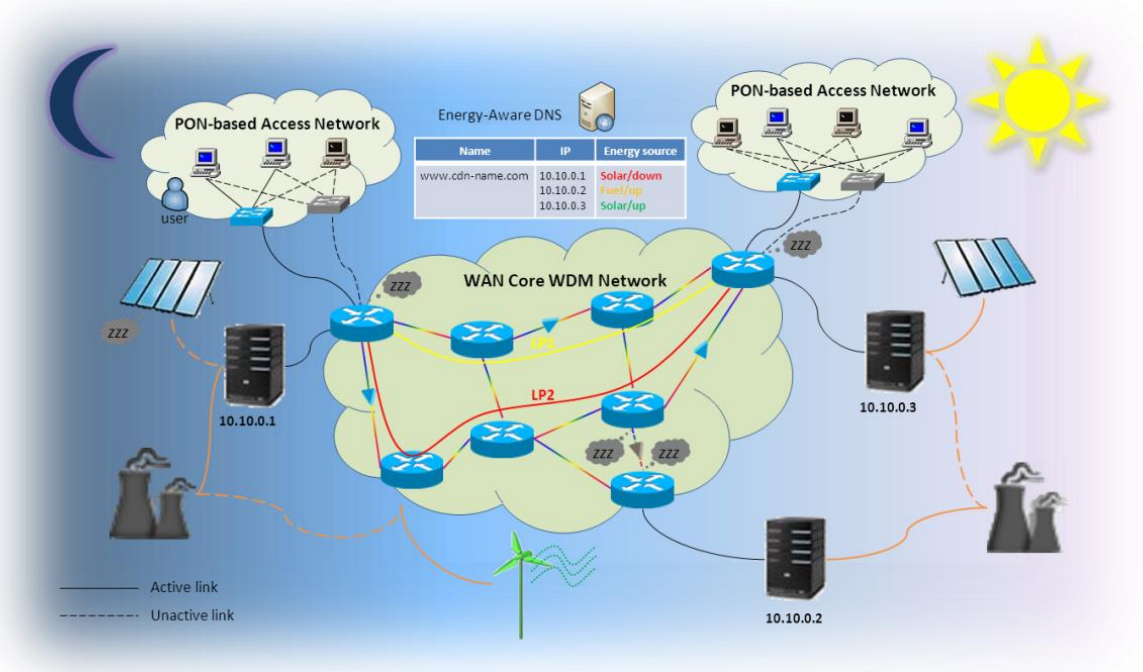 PON-based Access Network
user
Energy-Aware DNS
Name IP Energy source
www.cdn-name.com 10.10.0.1 Solar/down
10.10.0.2 Fuel/up
10.10.0.3 Solar/up
PON-based Access Network
zzz
zzz
WAN Core WDM Network
zzz
LP1
LP2
10.10.0.1
10.10.0.3
zzz
zzz
10.10.0.2
Active link
Unactive link